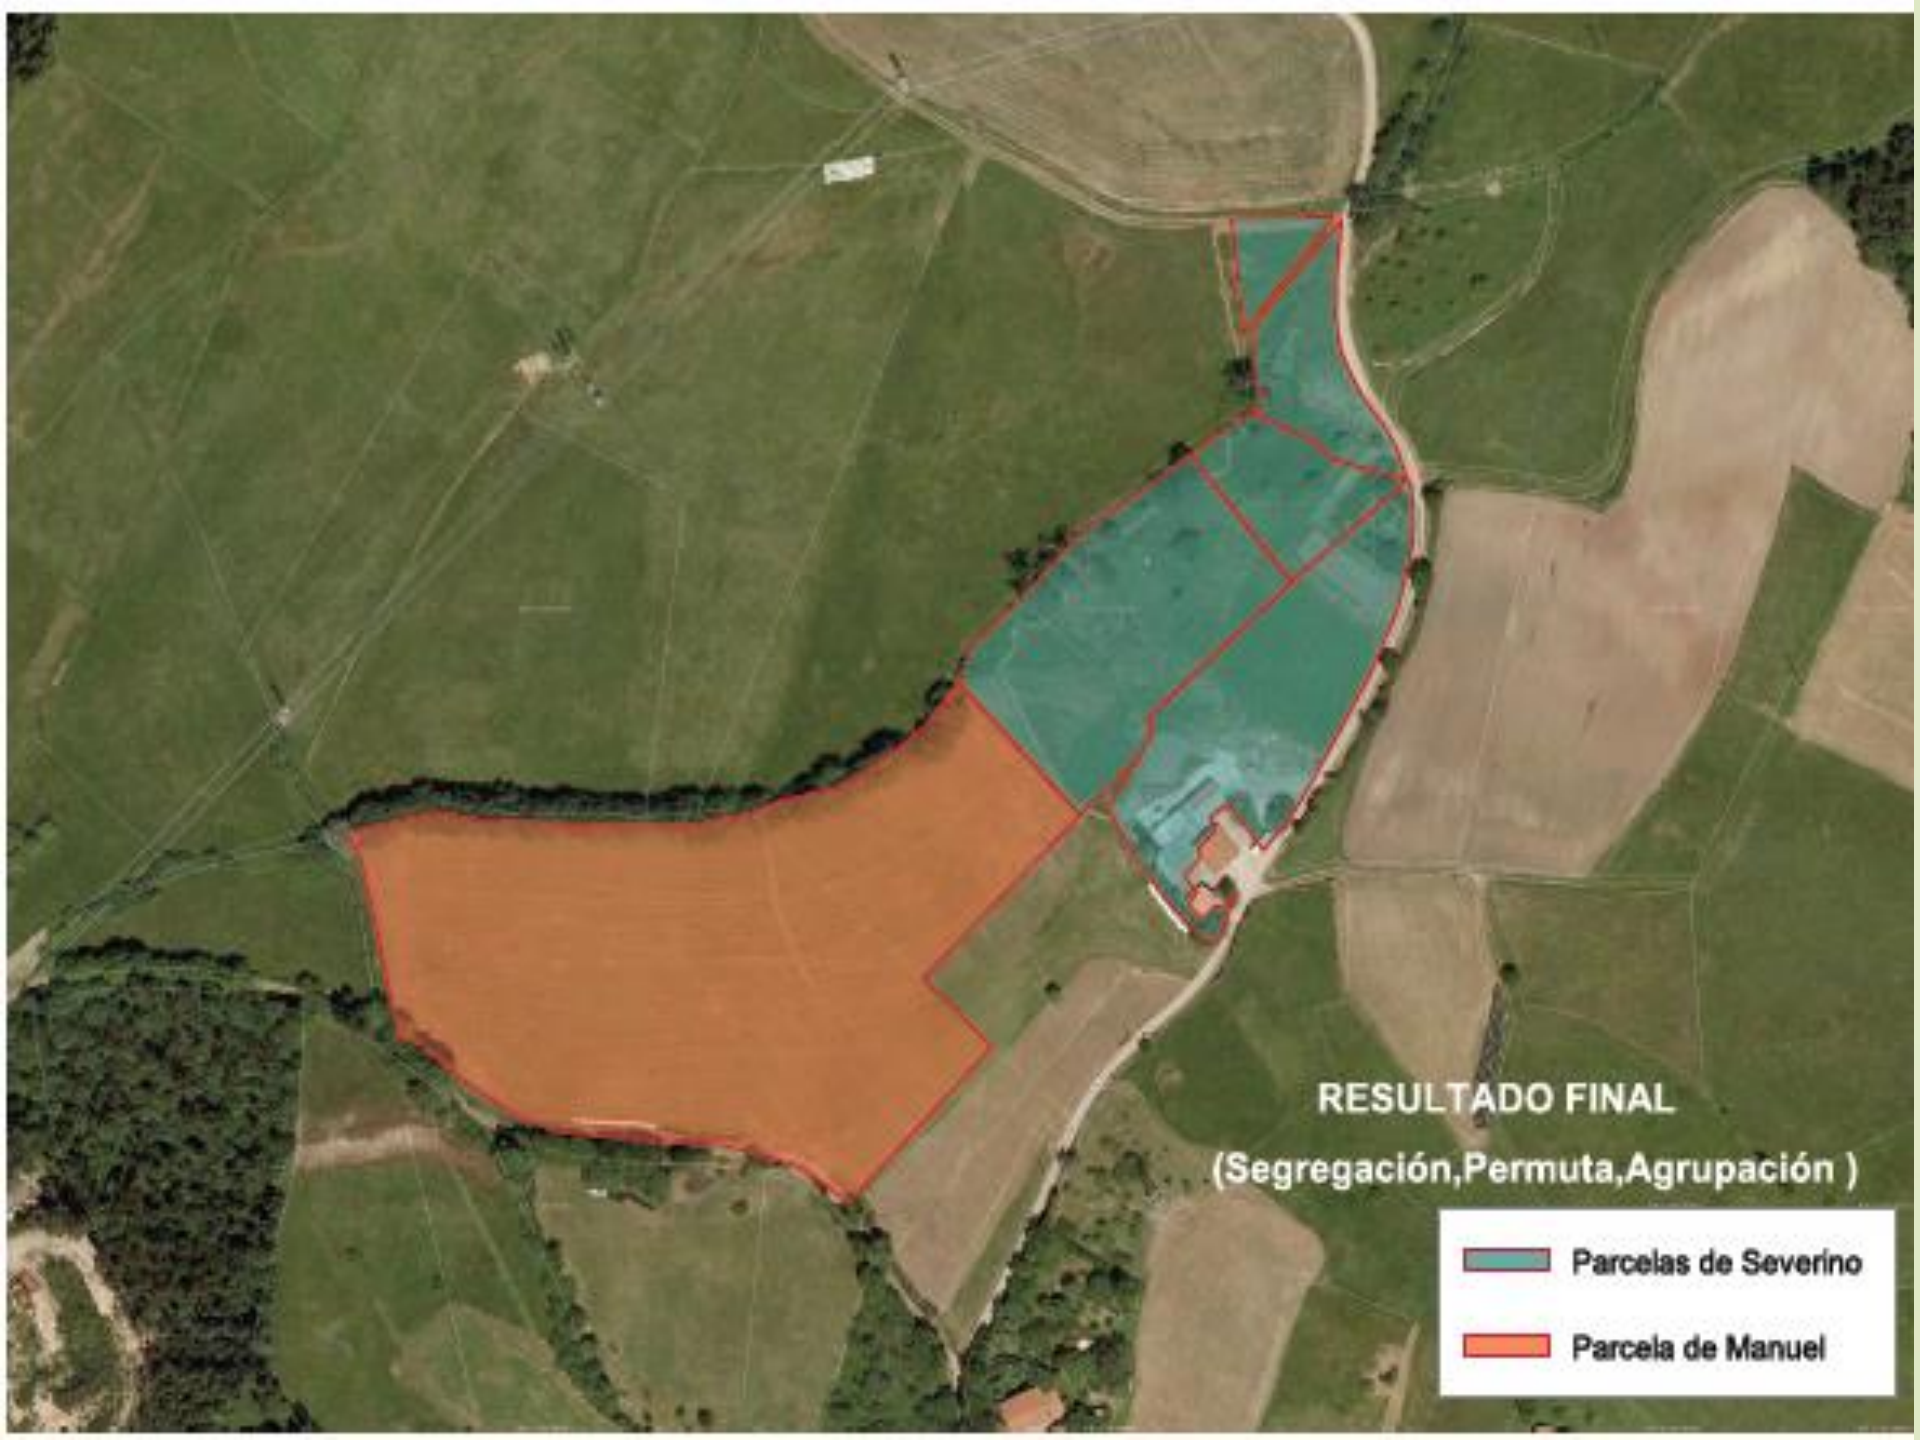 RESULTADO FINAL
(Segregación,Permuta,Agrupación )
Parcelas de Severino
Parcela de Manuel